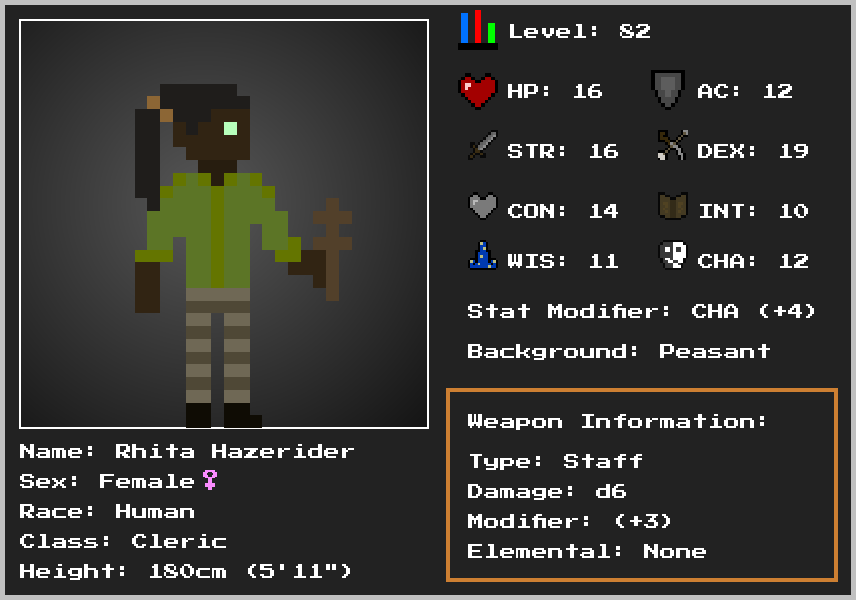 Level: 82
HP: 16 AC: 12
STR: 16 DEX: 19
CON: 14 INT: 10
WIS: 11 CHA: 12
Stat Modifier: CHA (+4)
Background: Peasant
Weapon Information:
Type: Staff
Damage: d6
Modifier: (+3)
Elemental: None
Name: Rhita Hazerider
Sex: Female♀
Race: Human
Class: Cleric
Height: 180cm (5'11")